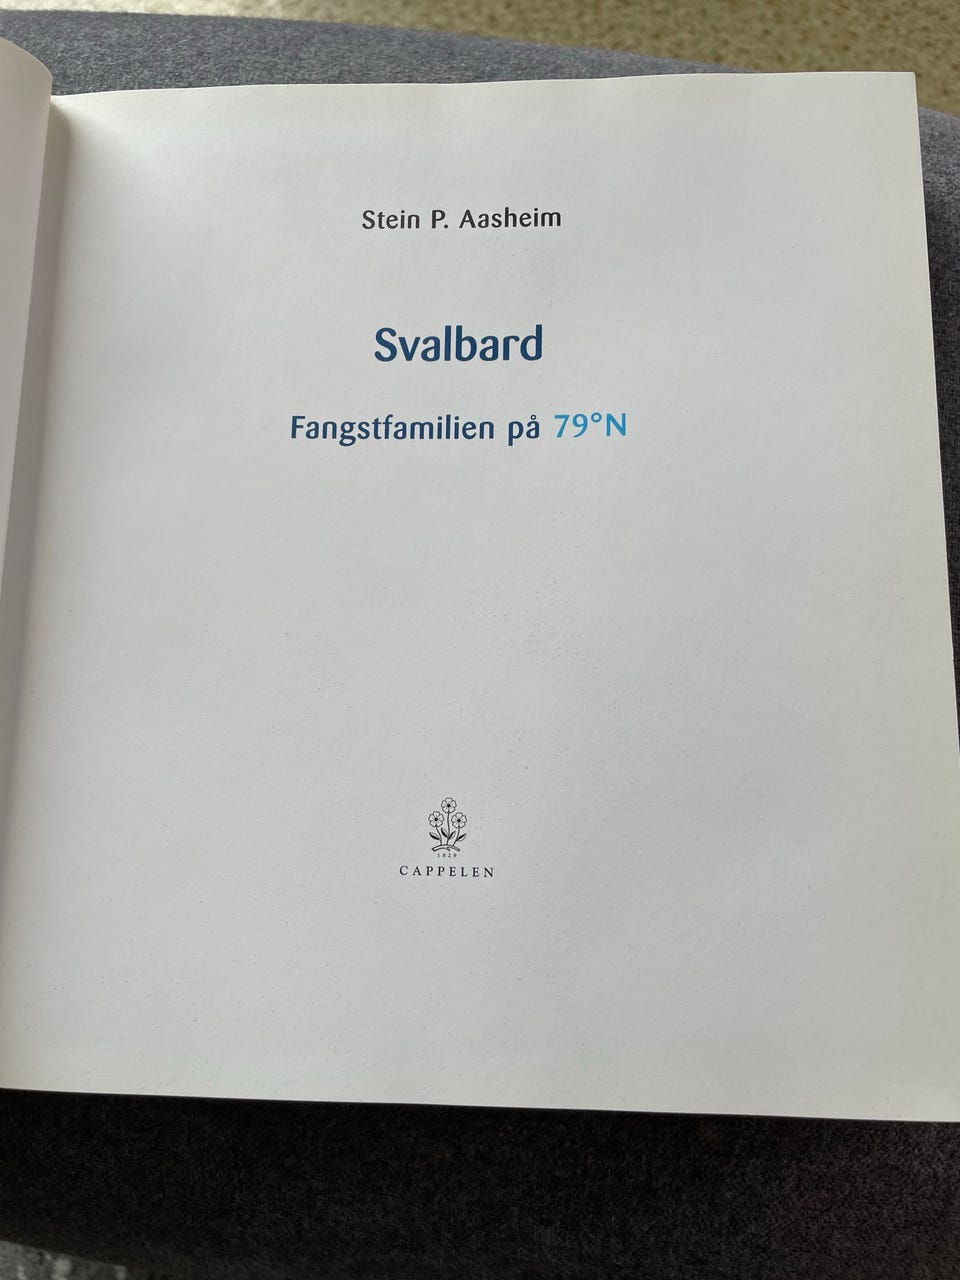 Stein P. Aasheim
Svalbard
Fangstfamilien på 79°N
1829
CAPPELEN